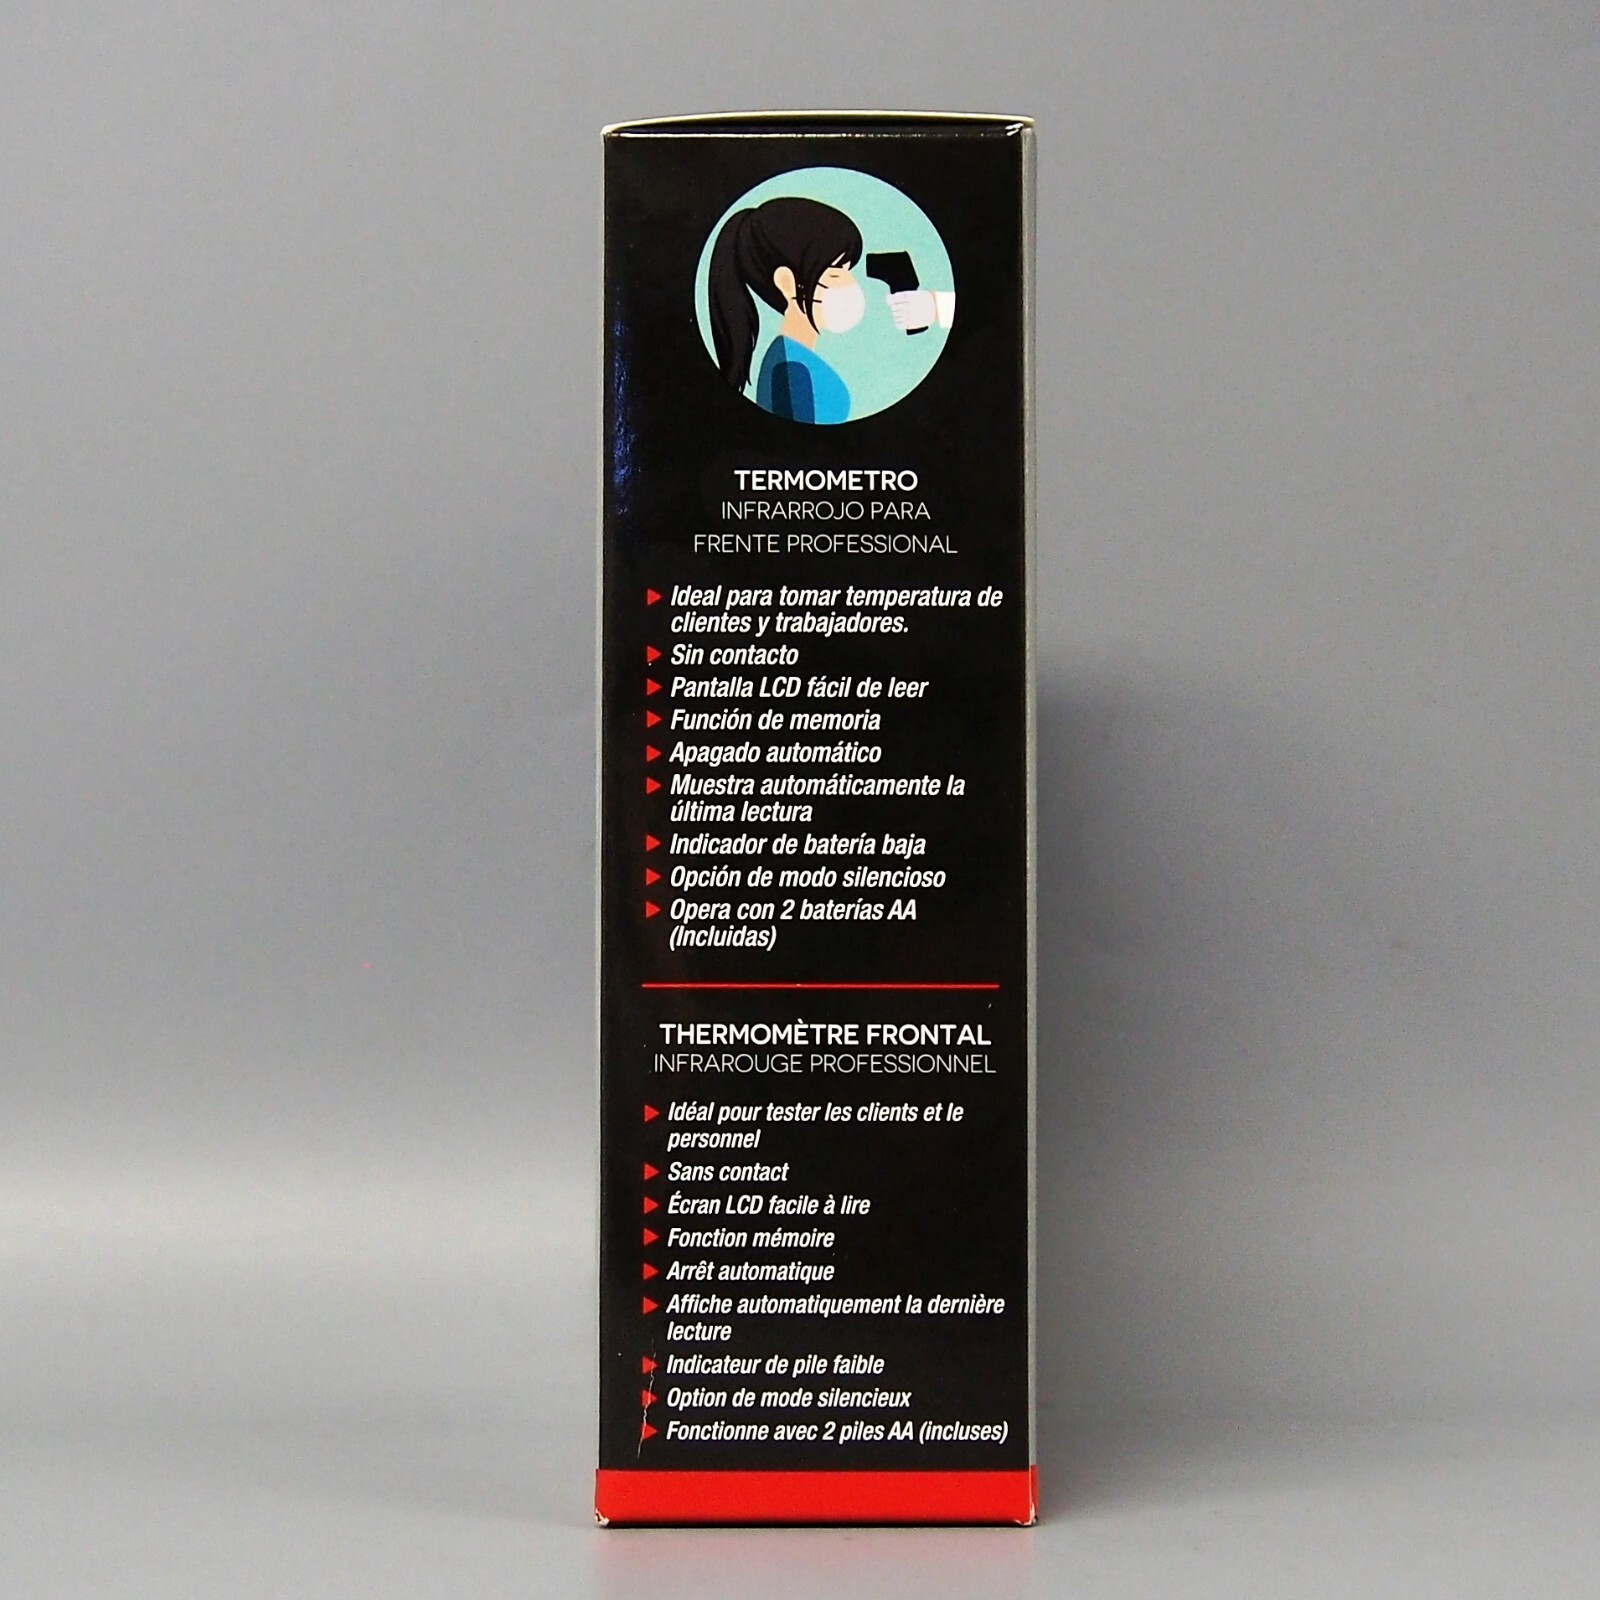 TERMOMETRO
INFRARROJO PARA
FRENTE PROFESSIONAL
Ideal para tomar temperatura de
clientes y trabajadores.
Sin contacto
Pantalla LCD fácil de leer
Función de memoria
Apagado automático
Muestra automáticamente la
última lectura
Indicador de batería baja
Opción de modo silencioso
Opera con 2 baterías AA
(Incluidas)
THERMOMÈTRE FRONTAL
INFRAROUGE PROFESSIONNEL
Idéal pour tester les clients et le
personnel
Sans contact
Écran LCD facile à lire
Fonction mémoire
Arrêt automatique
Affiche automatiquement la dernière
lecture
Indicateur de pile faible
Option de mode silencieux
Fonctionne avec 2 piles AA (incluses)